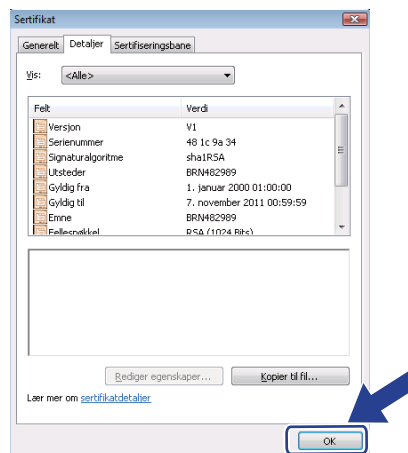 Sertifikat
Generelt Detaljer Sertifiseringsbane
Vis: <Alle>
Felt Verdi
Versjon V1
Serienummer 48 1c 9a 34
Signaturalgoritme sha1RSA
Utsteder BRN482989
Gyldig fra 1. januar 2000 01:00:00
Gyldig til 7. november 2011 00:59:59
Emne BRN482989
Fellesnøkkel RSA (1024 Bits)
Rediger egenskaper... Kopier til fil...
Lær mer om sertifikatdetaljer
OK